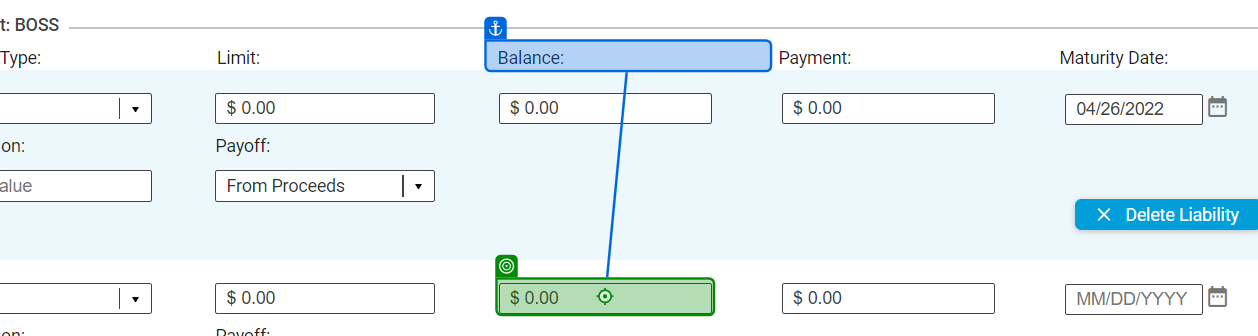 t: BOSS
Type:
Limit:
Balance:
Payment:
Maturity Date:
$ 0.00
$ 0.00
$ 0.00
04/26/2022
on:
Payoff:
alue
From Proceeds
Delete Liability
$ 0.00
$ 0.00
$ 0.00
MM/DD/YYYY
on:
Payoff: